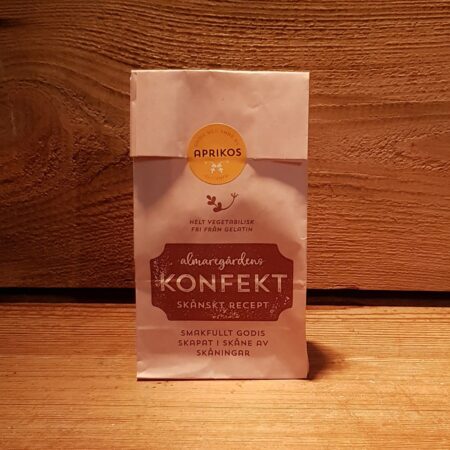 APRIKOS
HELT VEGETABILISK
FRI FRÅN GELATIN
almaregårdens
KONFEKT
SKÅNSKT RECEPT
SMAKFULLT GODIS
SKAPAT I SKÅNE AV
SKÅNINGAR